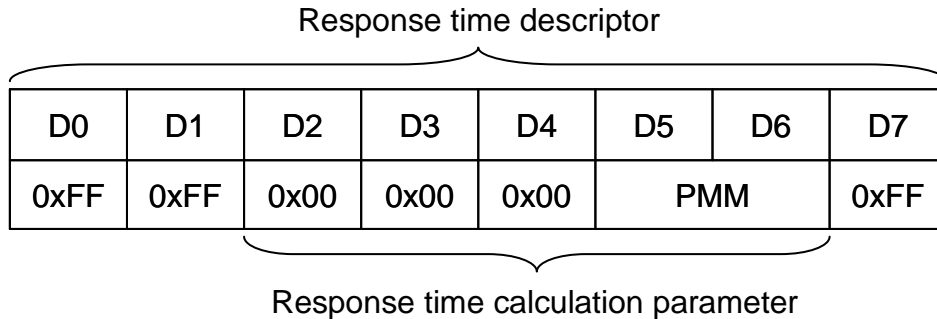 Response time descriptor
D0 D1 D2 D3 D4 D5 D6 D7
0xFF 0xFF 0x00 0x00 0x00 PMM 0xFF
Response time calculation parameter